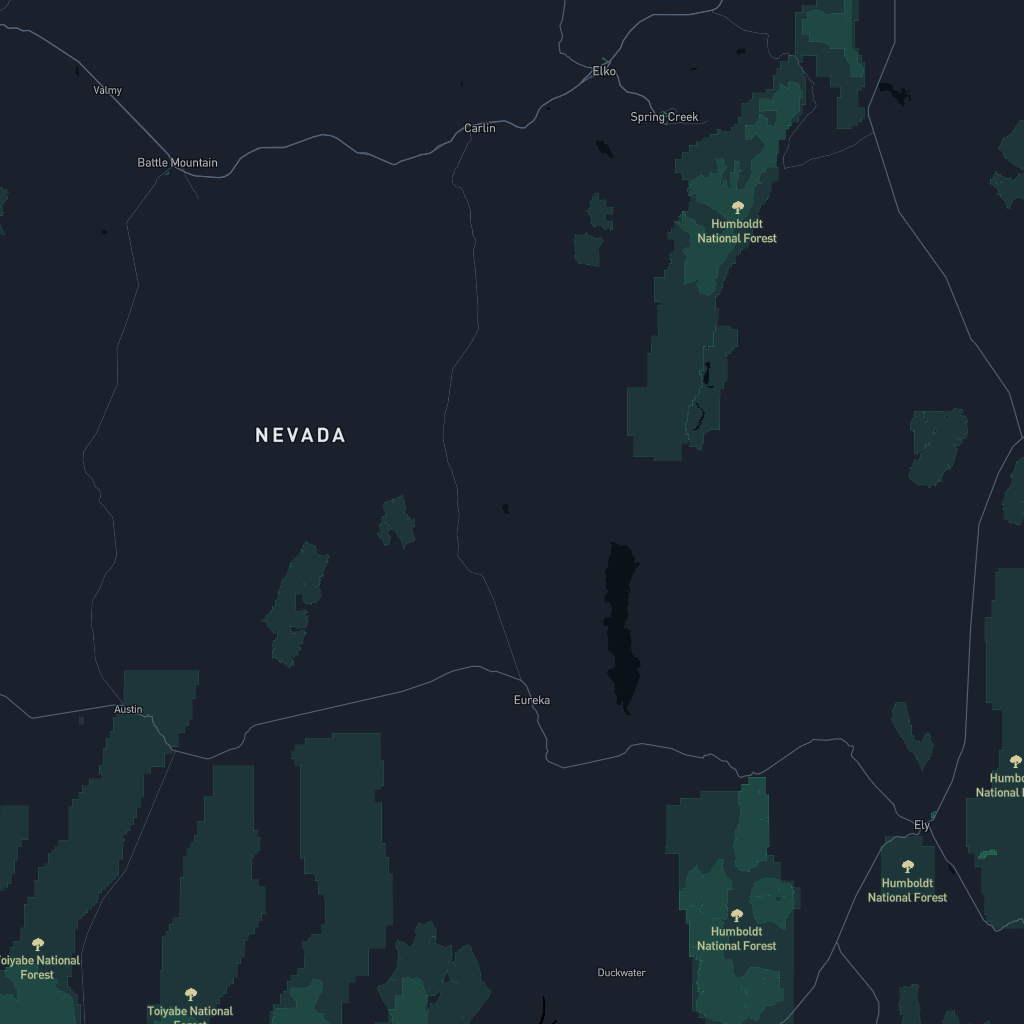 Elko
Valmy
Spring Creek
Carlin
Battle Mountain
Humboldt
National Forest
NEVADA
Eureka
Austin
Ely
Humboldt
National Forest
Humboldt
National Forest
Duckwater
National
Forest
Toiyabe National